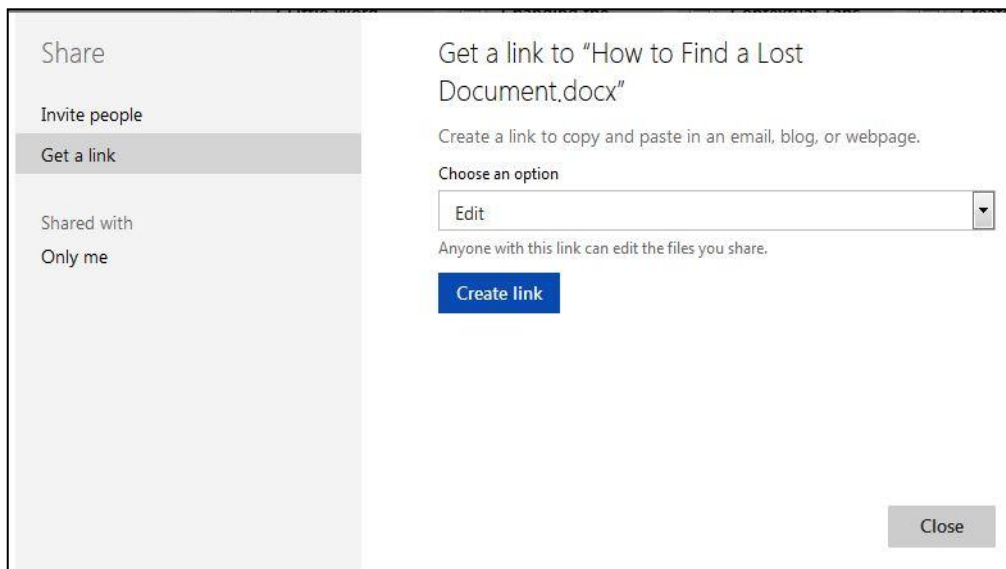 Share
Invite people
Get a link
Shared with
Only me
Get a link to “How to Find a Lost
Document.docx”
Create a link to copy and paste in an email, blog, or webpage.
Choose an option
Edit
Anyone with this link can edit the files you share.
Create link
Close